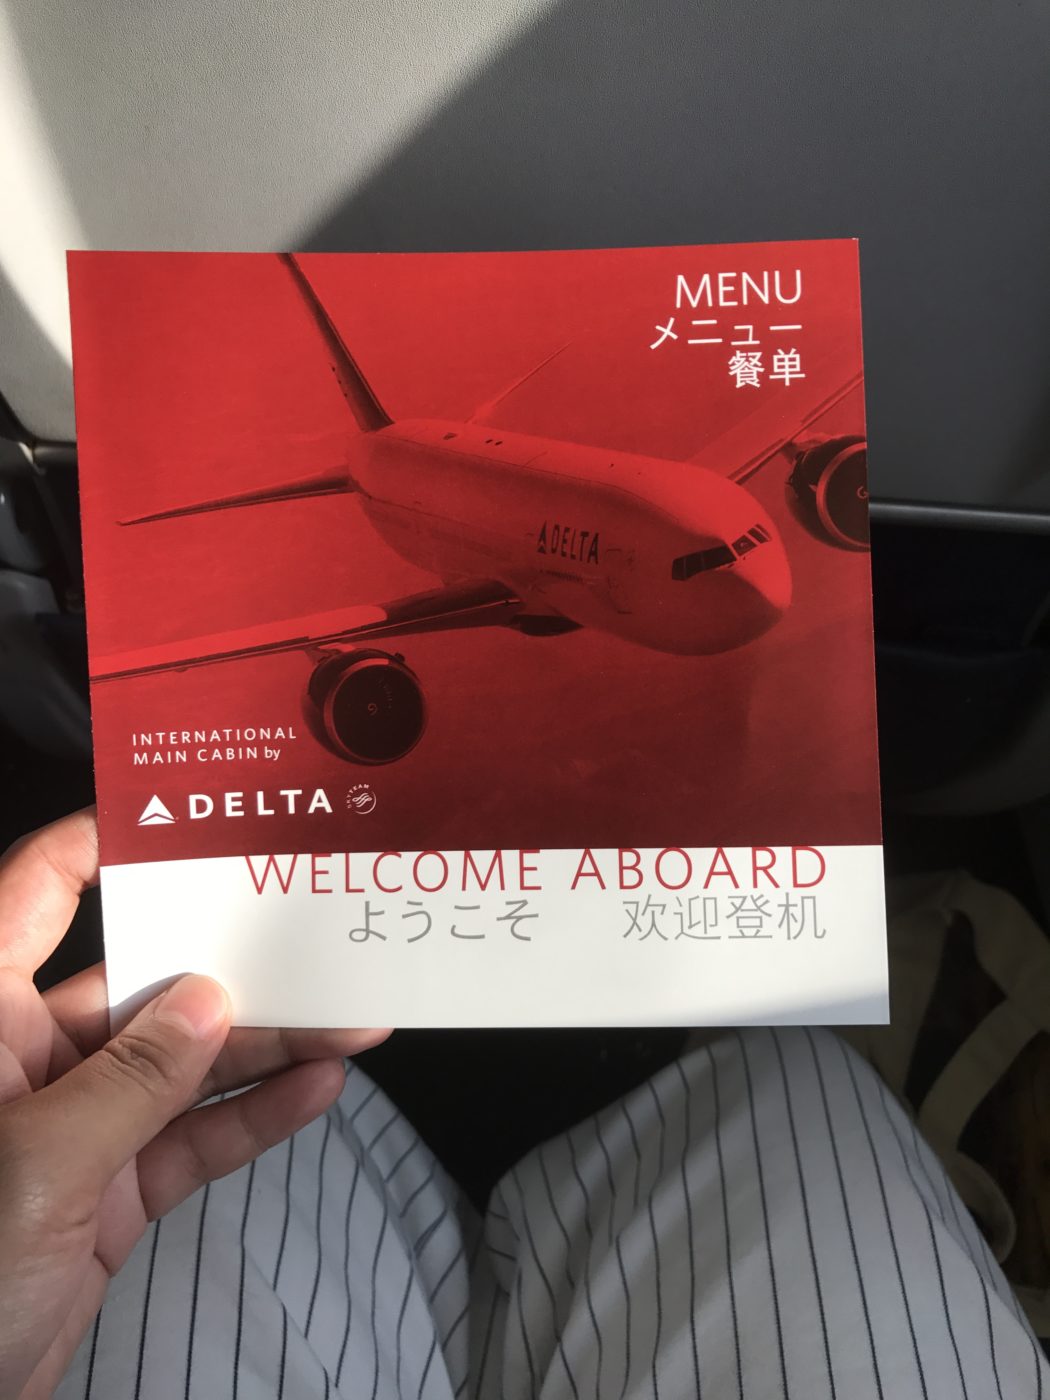 MENU
メニュー
餐单
DELTA
INTERNATIONAL
MAIN CABIN by
DELTA
SKYTEAM
WELCOME ABOARD
ようこそ 欢迎登机